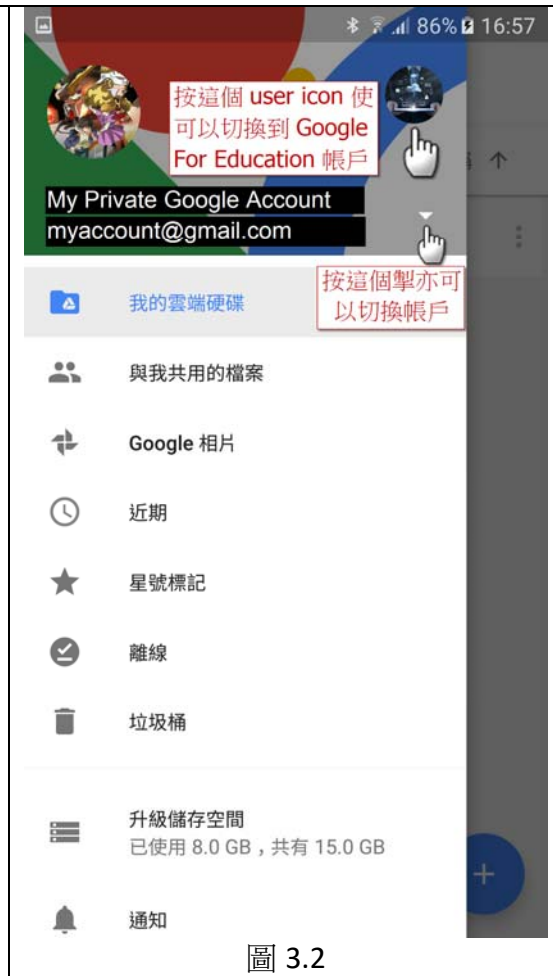 86% 16:57
按這個 user icon 使
可以切換到 Google
For Education 帳戶
My Private Google Account
myaccount@gmail.com
按這個掣亦可
以切換帳戶
我的雲端硬碟
與我共用的檔案
Google 相片
近期
星號標記
離線
垃圾桶
升級儲存空間
已使用 8.0 GB，共有 15.0 GB
通知
圖 3.2